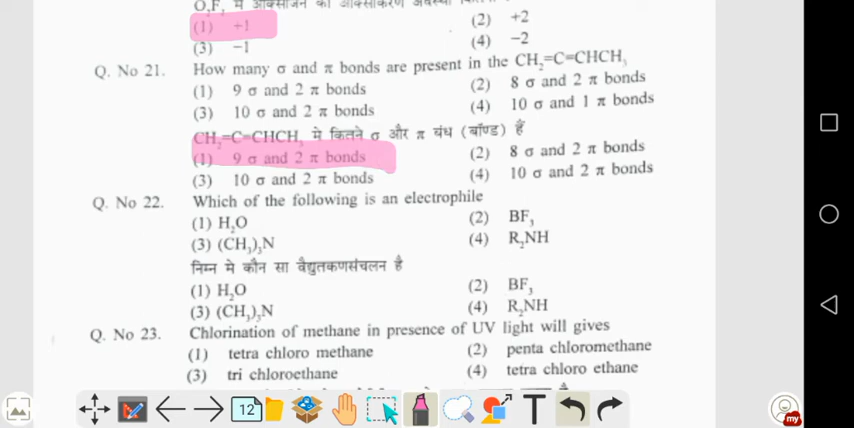 O₂F₂ में ऑक्सीजन की ऑक्सीकरण अवस्था
(1) +1 (2) +2
(3) −1 (4) −2
Q. No 21. How many σ and π bonds are present in the CH₂=C=CHCH₃
(1) 9 σ and 2 π bonds (2) 8 σ and 2 π bonds
(3) 10 σ and 2 π bonds (4) 10 σ and 1 π bonds
CH₂=C=CHCH₃ मे कितने σ और π बंध (बॉण्ड) हैं
(1) 9 σ and 2 π bonds (2) 8 σ and 2 π bonds
(3) 10 σ and 2 π bonds (4) 10 σ and 2 π bonds
Q. No 22. Which of the following is an electrophile
(1) H₂O (2) BF₃
(3) (CH₃)₃N (4) R₂NH
निम्न मे कौन सा वैद्युतकणसंचलन है
(1) H₂O (2) BF₃
(3) (CH₃)₃N (4) R₂NH
Q. No 23. Chlorination of methane in presence of UV light will gives
(1) tetra chloro methane (2) penta chloromethane
(3) tri chloroethane (4) tetra chloro ethane
12
T
my